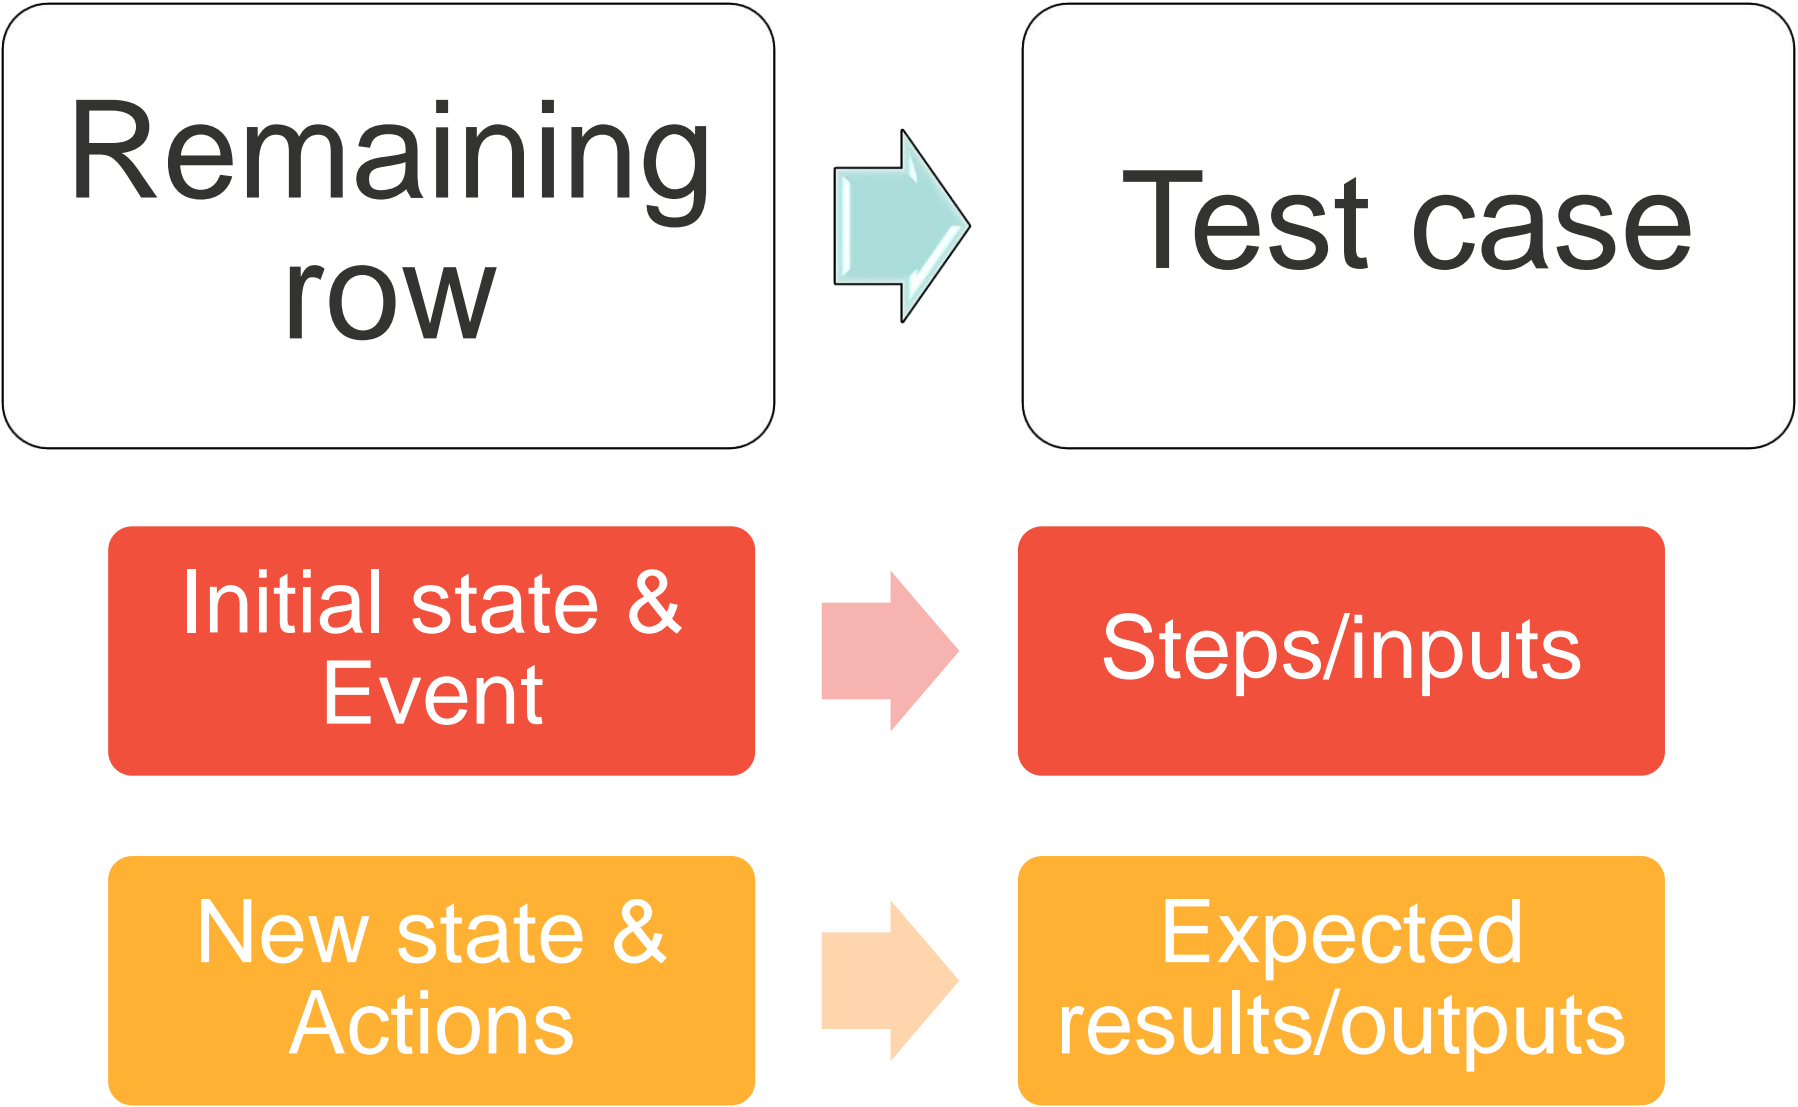 Remaining
row
Test case
Initial state &
Event
Steps/inputs
New state &
Actions
Expected
results/outputs